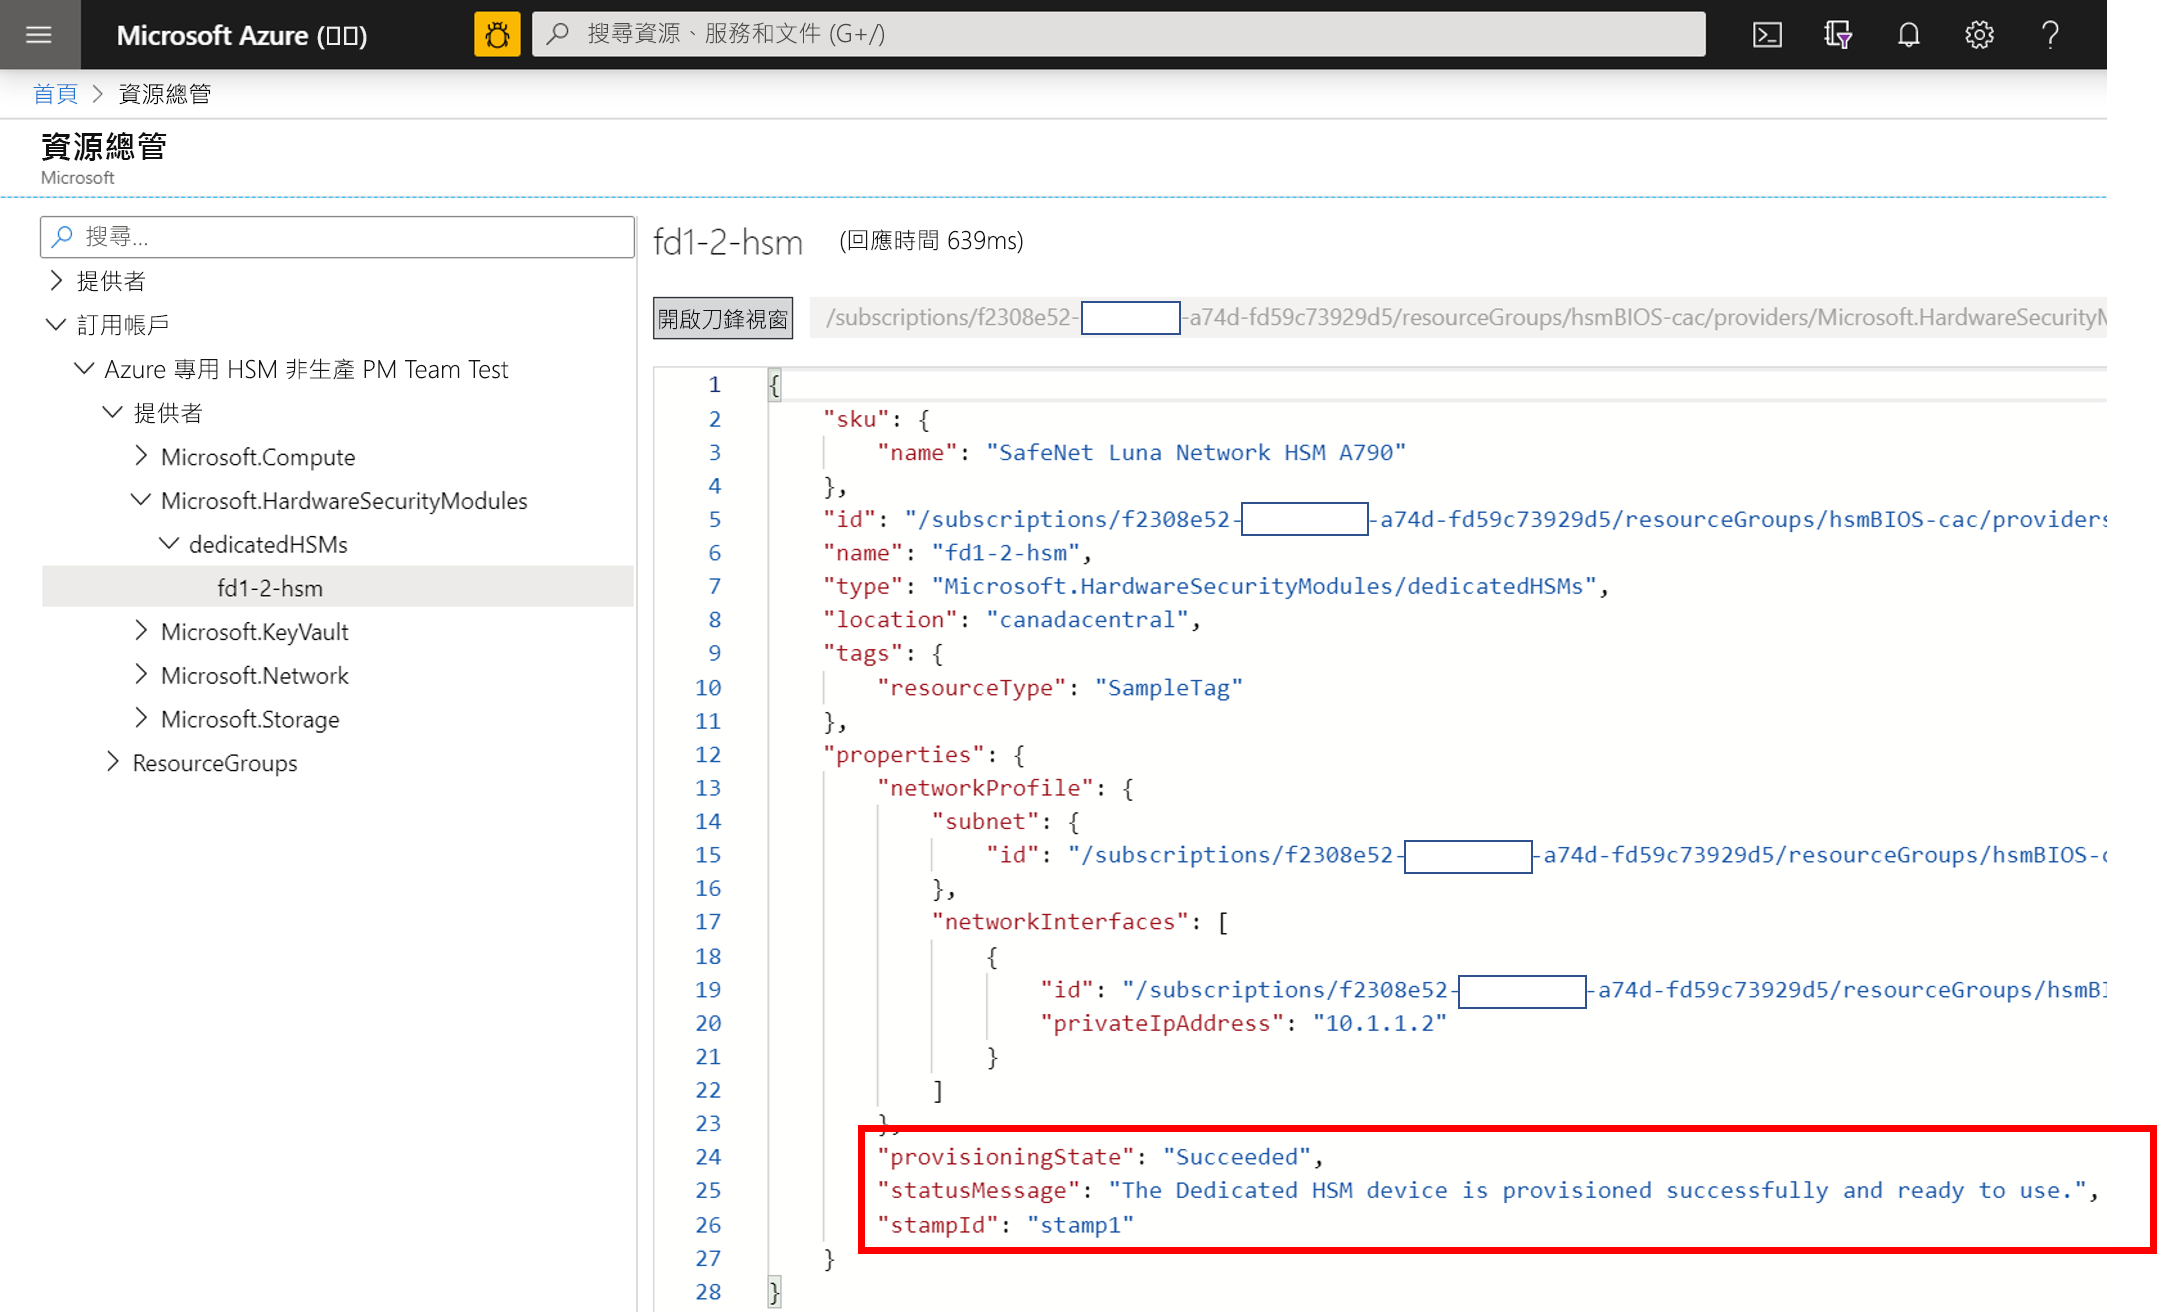 Microsoft Azure (▯▯)
搜尋資源、服務和文件 (G+/)
首頁 > 資源總管
資源總管
Microsoft
搜尋...
提供者
訂用帳戶
Azure 專用 HSM 非生產 PM Team Test
提供者
Microsoft.Compute
Microsoft.HardwareSecurityModules
dedicatedHSMs
fd1-2-hsm
Microsoft.KeyVault
Microsoft.Network
Microsoft.Storage
ResourceGroups
fd1-2-hsm (回應時間 639ms)
開啟刀鋒視窗 /subscriptions/f2308e52- -a74d-fd59c73929d5/resourceGroups/hsmBIOS-cac/providers/Microsoft.HardwareSecurityM
1 {
2 "sku": {
3 "name": "SafeNet Luna Network HSM A790"
4 },
5 "id": "/subscriptions/f2308e52- -a74d-fd59c73929d5/resourceGroups/hsmBIOS-cac/providers
6 "name": "fd1-2-hsm",
7 "type": "Microsoft.HardwareSecurityModules/dedicatedHSMs",
8 "location": "canadacentral",
9 "tags": {
10 "resourceType": "SampleTag"
11 },
12 "properties": {
13 "networkProfile": {
14 "subnet": {
15 "id": "/subscriptions/f2308e52- -a74d-fd59c73929d5/resourceGroups/hsmBIOS-c
16 },
17 "networkInterfaces": [
18 {
19 "id": "/subscriptions/f2308e52- -a74d-fd59c73929d5/resourceGroups/hsmBI
20 "privateIpAddress": "10.1.1.2"
21 }
22 ]
23 },
24 "provisioningState": "Succeeded",
25 "statusMessage": "The Dedicated HSM device is provisioned successfully and ready to use.",
26 "stampId": "stamp1"
27 }
28 }